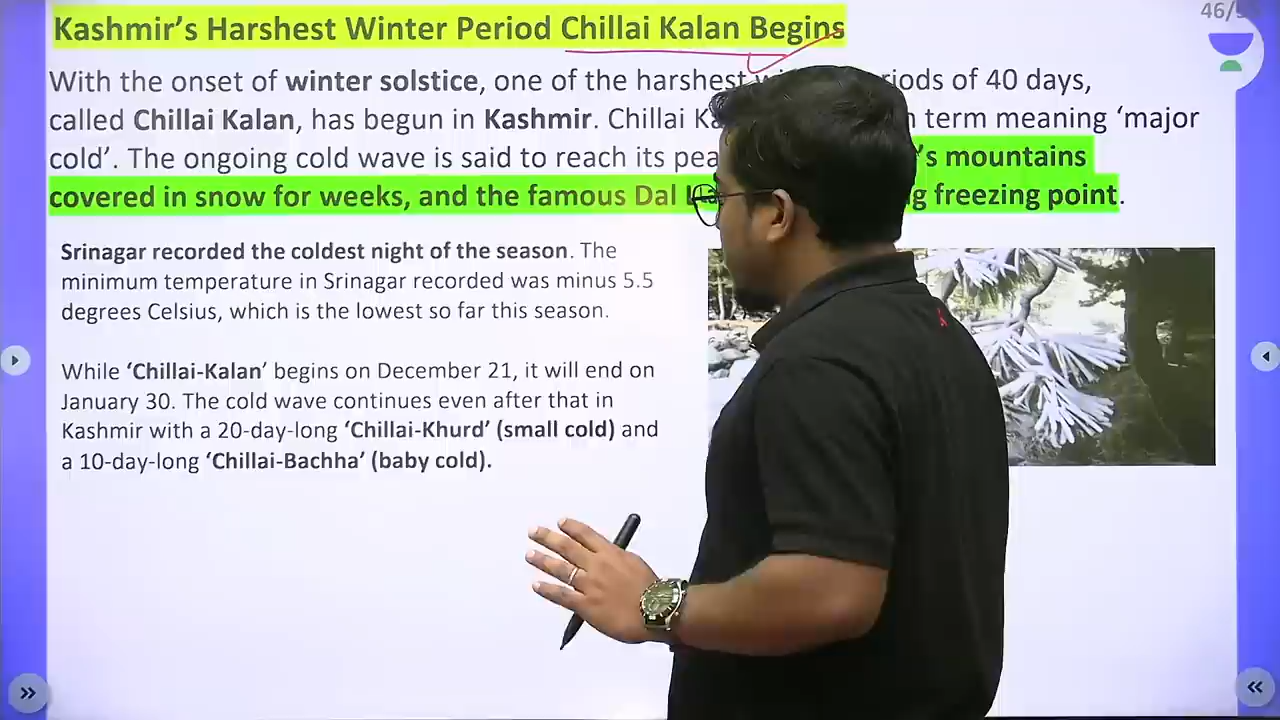 46/
Kashmir's Harshest Winter Period Chillai Kalan Begins
With the onset of winter solstice, one of the harshest of 40 days,
called Chillai Kalan, has begun in Kashmir. Chillai term meaning ‘major
cold’. The ongoing cold wave is said to reach its mountains
covered in snow for weeks, and the famous Dal freezing point.
Srinagar recorded the coldest night of the season. The
minimum temperature in Srinagar recorded was minus 5.5
degrees Celsius, which is the lowest so far this season.
While ‘Chillai-Kalan’ begins on December 21, it will end on
January 30. The cold wave continues even after that in
Kashmir with a 20-day-long ‘Chillai-Khurd’ (small cold) and
a 10-day-long ‘Chillai-Bachha’ (baby cold).